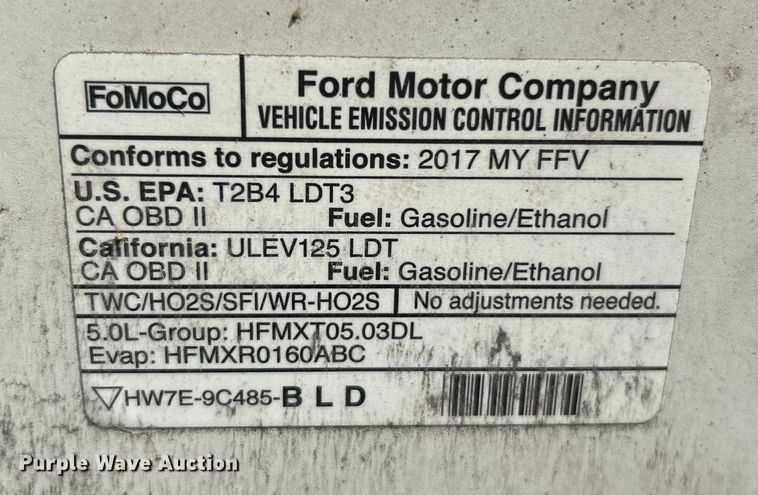 FoMoCo
Ford Motor Company
VEHICLE EMISSION CONTROL INFORMATION
Conforms to regulations: 2017 MY FFV
U.S. EPA: T2B4 LDT3
CA OBD II Fuel: Gasoline/Ethanol
California: ULEV125 LDT
CA OBD II Fuel: Gasoline/Ethanol
TWC/HO2S/SFI/WR-HO2S No adjustments needed.
5.0L-Group: HFMXT05.03DL
Evap: HFMXR0160ABC
HW7E-9C485-B L D
Purple Wave Auction